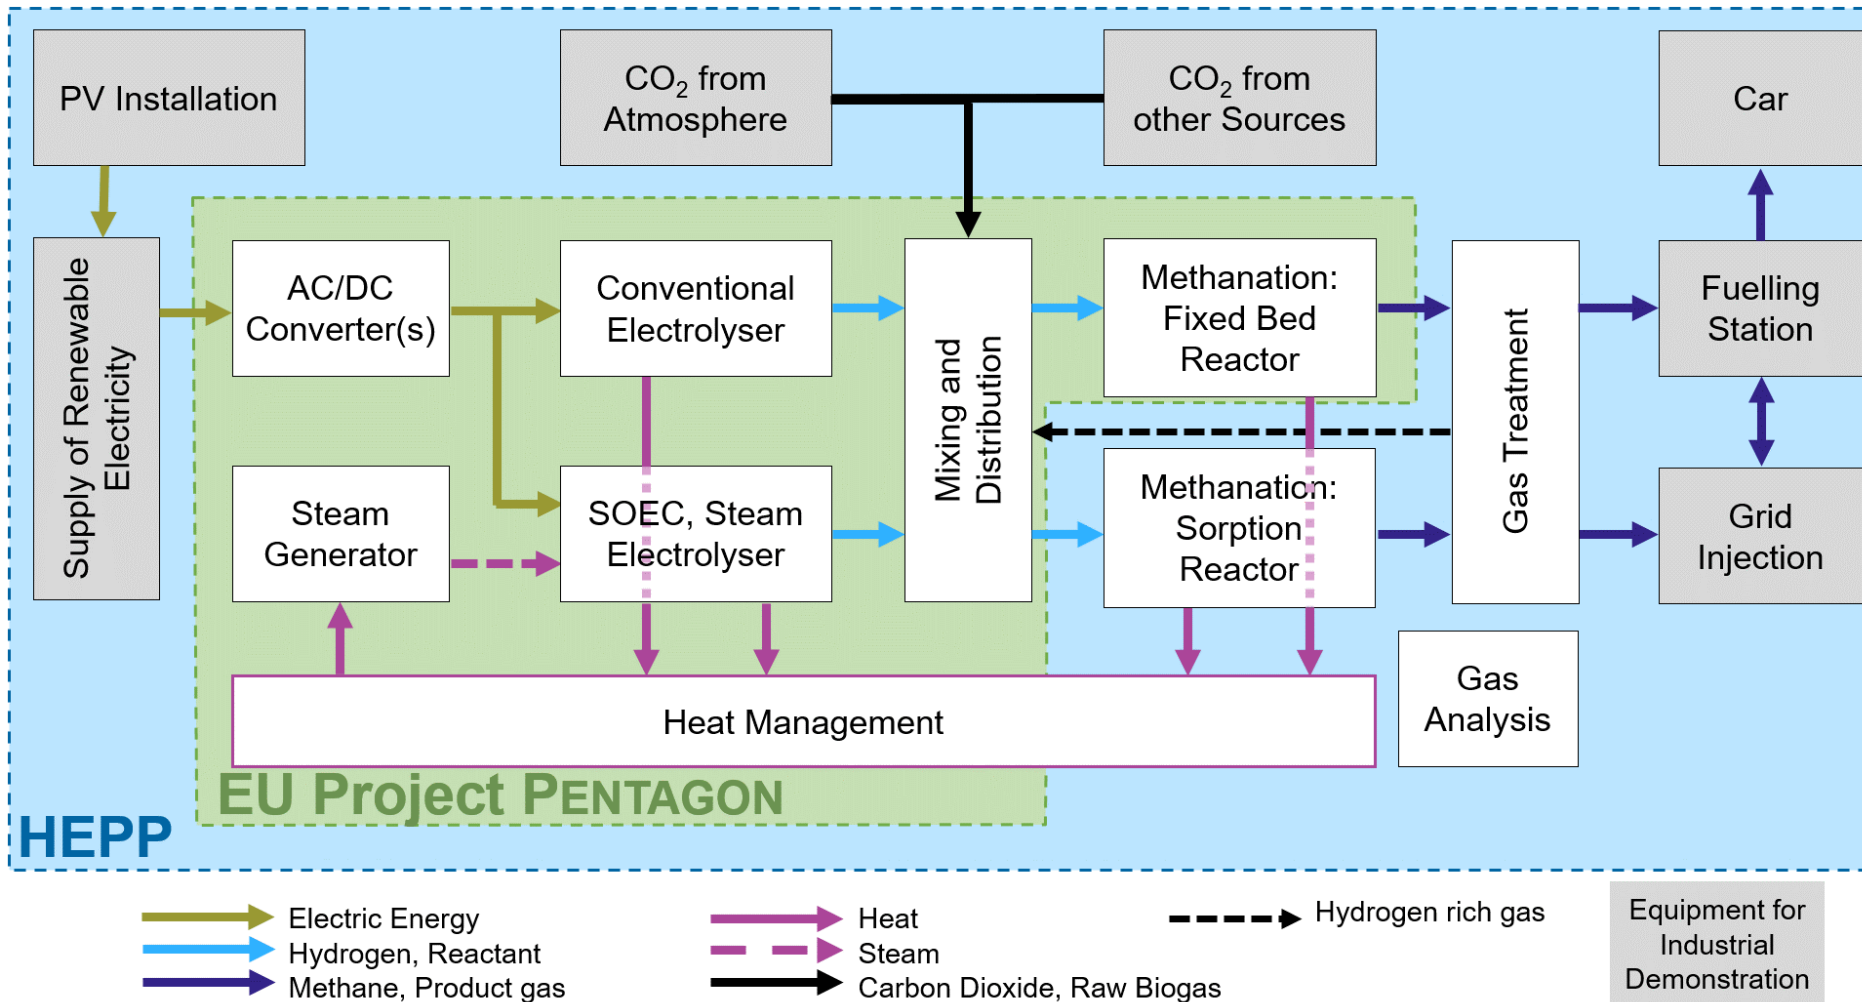 PV Installation
CO₂ from
Atmosphere
CO₂ from
other Sources
Car
Supply of Renewable
Electricity
AC/DC
Converter(s)
Conventional
Electrolyser
Mixing and
Distribution
Methanation:
Fixed Bed
Reactor
Gas Treatment
Fuelling
Station
Steam
Generator
SOEC, Steam
Electrolyser
Methanation:
Sorption
Reactor
Grid
Injection
Heat Management
Gas
Analysis
EU Project PENTAGON
HEPP
Electric Energy
Hydrogen, Reactant
Methane, Product gas
Heat
Steam
Carbon Dioxide, Raw Biogas
Hydrogen rich gas
Equipment for
Industrial
Demonstration